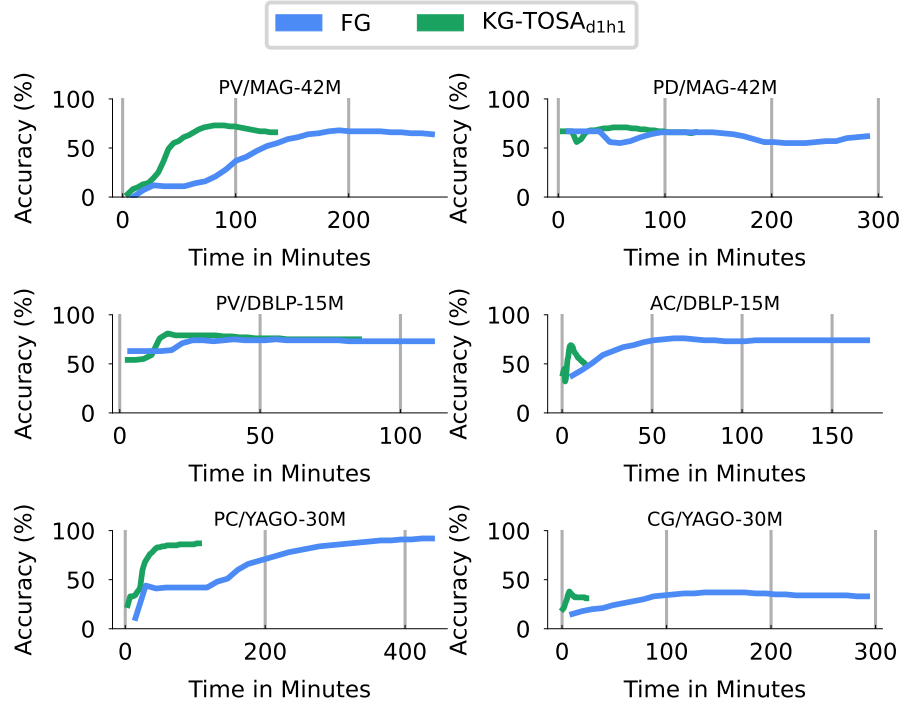 FG KG-TOSAd1h1
PV/MAG-42M
Accuracy (%)
100
50
0
0 100 200
Time in Minutes
PD/MAG-42M
Accuracy (%)
100
50
0
0 100 200 300
Time in Minutes
PV/DBLP-15M
Accuracy (%)
100
50
0
0 50 100
Time in Minutes
AC/DBLP-15M
Accuracy (%)
100
50
0
0 50 100 150
Time in Minutes
PC/YAGO-30M
Accuracy (%)
100
50
0
0 200 400
Time in Minutes
CG/YAGO-30M
Accuracy (%)
100
50
0
0 100 200 300
Time in Minutes